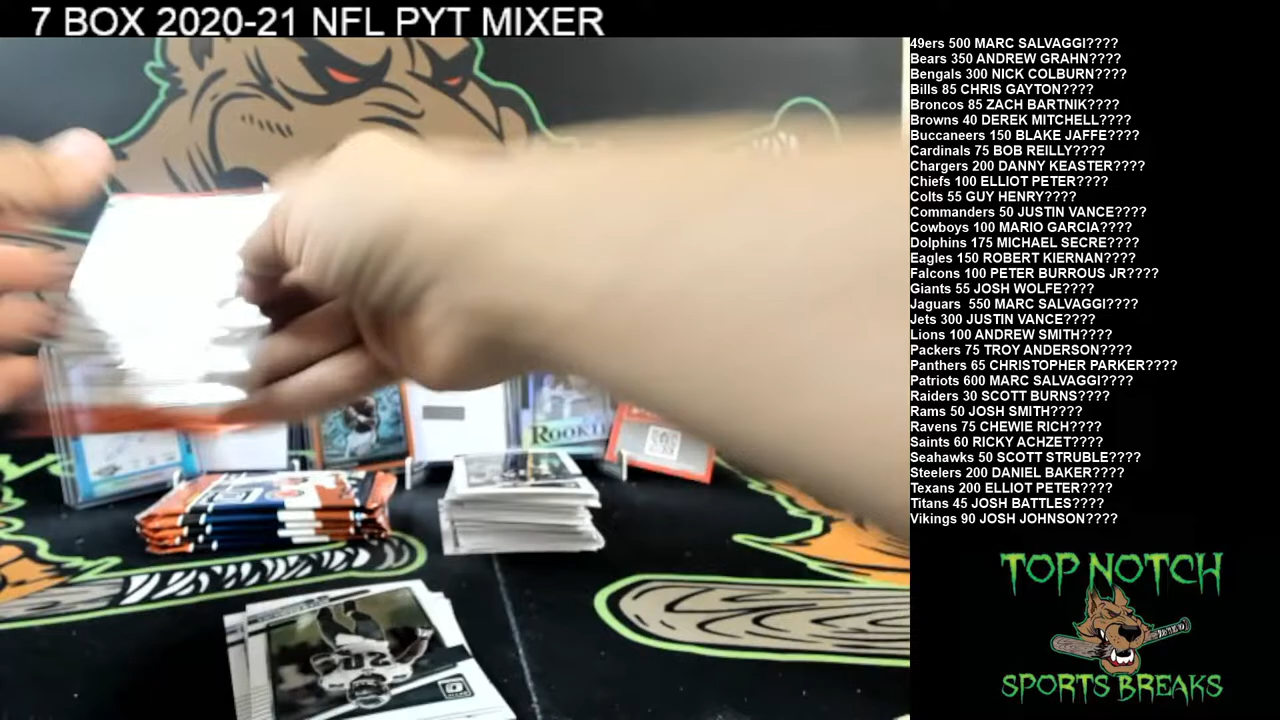 7 BOX 2020-21 NFL PYT MIXER
49ers 500 MARC SALVAGGI????
Bears 350 ANDREW GRAHN????
Bengals 300 NICK COLBURN????
Bills 85 CHRIS GAYTON????
Broncos 85 ZACH BARTNIK????
Browns 40 DEREK MITCHELL????
Buccaneers 150 BLAKE JAFFE????
Cardinals 75 BOB REILLY????
Chargers 200 DANNY KEASTER????
Chiefs 100 ELLIOT PETER????
Colts 55 GUY HENRY????
Commanders 50 JUSTIN VANCE????
Cowboys 100 MARIO GARCIA????
Dolphins 175 MICHAEL SECRE????
Eagles 150 ROBERT KIERNAN????
Falcons 100 PETER BURROUS JR????
Giants 55 JOSH WOLFE????
Jaguars  550 MARC SALVAGGI????
Jets 300 JUSTIN VANCE????
Lions 100 ANDREW SMITH????
Packers 75 TROY ANDERSON????
Panthers 65 CHRISTOPHER PARKER????
Patriots 600 MARC SALVAGGI????
Raiders 30 SCOTT BURNS????
Rams 50 JOSH SMITH????
Ravens 75 CHEWIE RICH????
Saints 60 RICKY ACHZET????
Seahawks 50 SCOTT STRUBLE????
Steelers 200 DANIEL BAKER????
Texans 200 ELLIOT PETER????
Titans 45 JOSH BATTLES????
Vikings 90 JOSH JOHNSON????
ROOKIE
TOP NOTCH
SPORTS BREAKS